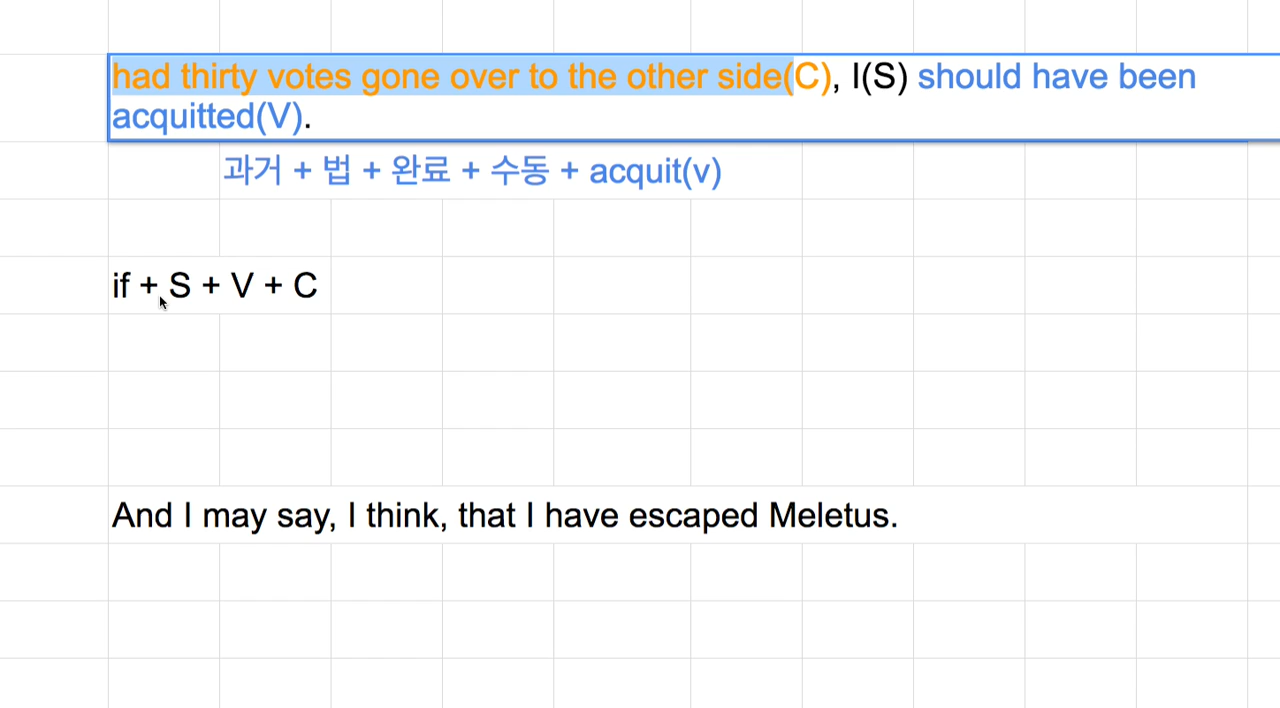 had thirty votes gone over to the other side(C), I(S) should have been
acquitted(V).
과거 + 법 + 완료 + 수동 + acquit(v)
if + S + V + C
And I may say, I think, that I have escaped Meletus.